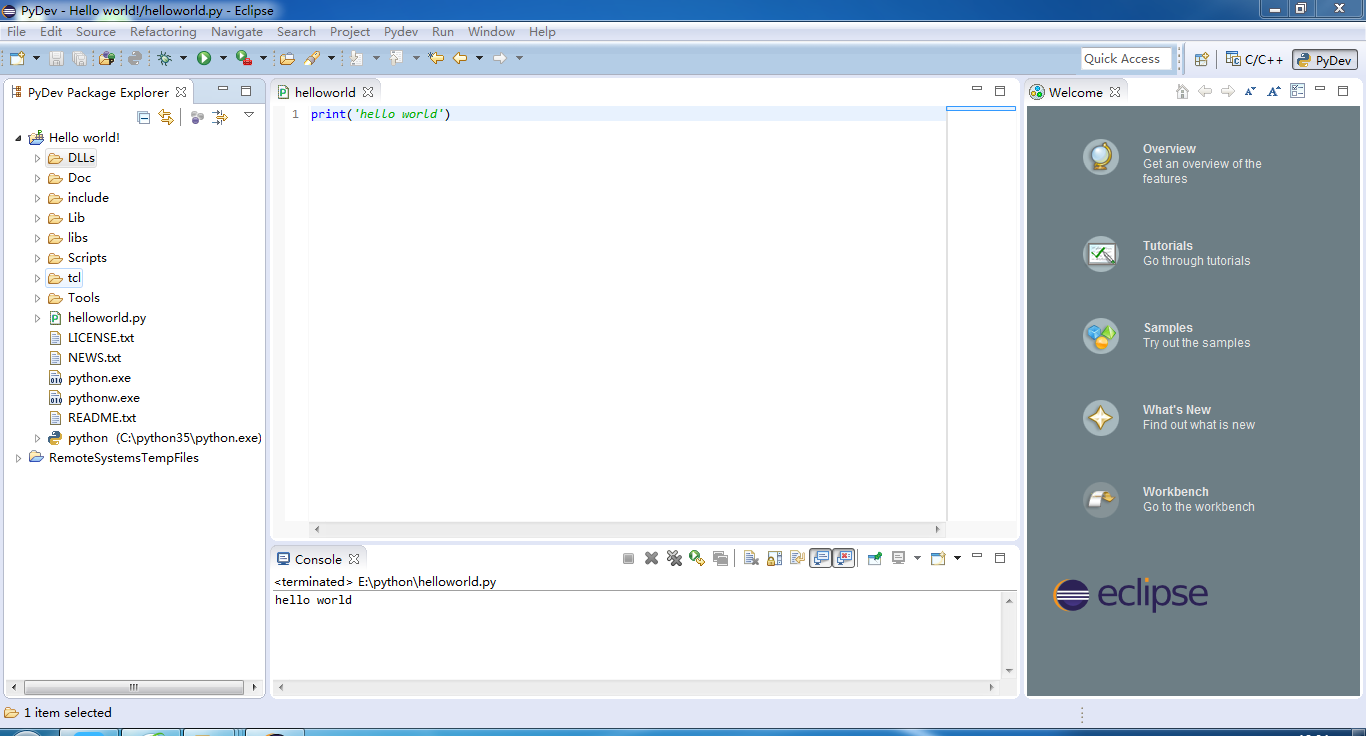 PyDev - Hello world!/helloworld.py - Eclipse
File Edit Source Refactoring Navigate Search Project Pydev Run Window Help
Quick Access
C/C++
PyDev
PyDev Package Explorer
Hello world!
DLLs
Doc
include
Lib
libs
Scripts
tcl
Tools
helloworld.py
LICENSE.txt
NEWS.txt
python.exe
pythonw.exe
README.txt
python (C:\python35\python.exe)
RemoteSystemsTempFiles
helloworld
1 print('hello world')
Console
<terminated> E:\python\helloworld.py
hello world
Welcome
Overview
Get an overview of the
features
Tutorials
Go through tutorials
Samples
Try out the samples
What's New
Find out what is new
Workbench
Go to the workbench
eclipse
1 item selected